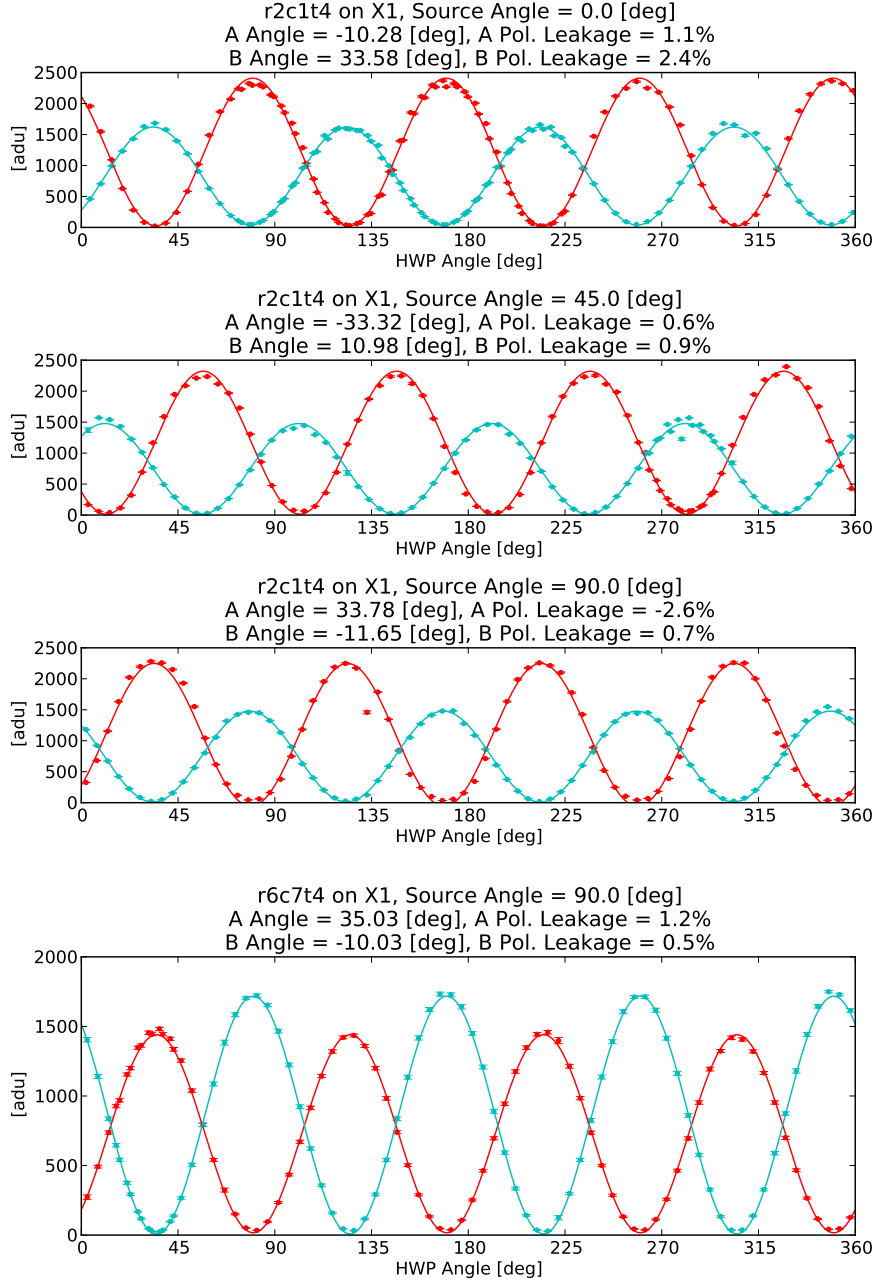 r2c1t4 on X1, Source Angle = 0.0 [deg]
A Angle = -10.28 [deg], A Pol. Leakage = 1.1%
B Angle = 33.58 [deg], B Pol. Leakage = 2.4%
2500
2000
1500
1000
500
0
[adu]
0 45 90 135 180 225 270 315 360
HWP Angle [deg]
r2c1t4 on X1, Source Angle = 45.0 [deg]
A Angle = -33.32 [deg], A Pol. Leakage = 0.6%
B Angle = 10.98 [deg], B Pol. Leakage = 0.9%
2500
2000
1500
1000
500
0
[adu]
0 45 90 135 180 225 270 315 360
HWP Angle [deg]
r2c1t4 on X1, Source Angle = 90.0 [deg]
A Angle = 33.78 [deg], A Pol. Leakage = -2.6%
B Angle = -11.65 [deg], B Pol. Leakage = 0.7%
2500
2000
1500
1000
500
0
[adu]
0 45 90 135 180 225 270 315 360
HWP Angle [deg]
r6c7t4 on X1, Source Angle = 90.0 [deg]
A Angle = 35.03 [deg], A Pol. Leakage = 1.2%
B Angle = -10.03 [deg], B Pol. Leakage = 0.5%
2000
1500
1000
500
0
[adu]
0 45 90 135 180 225 270 315 360
HWP Angle [deg]